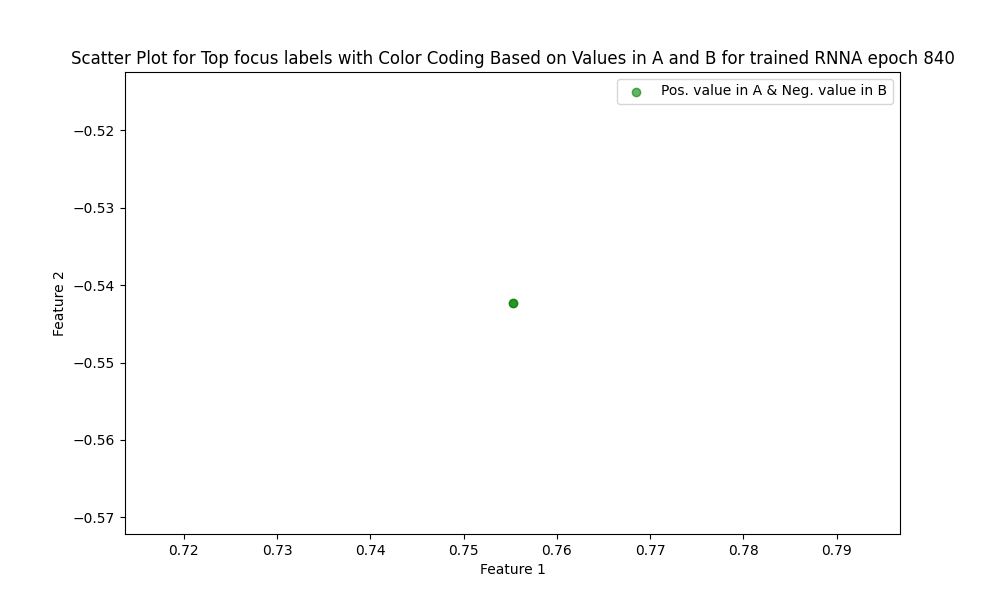 Scatter Plot for Top focus labels with Color Coding Based on Values in A and B for trained RNNA epoch 840
Pos. value in A & Neg. value in B
−0.52
−0.53
−0.54
−0.55
−0.56
−0.57
Feature 2
0.72 0.73 0.74 0.75 0.76 0.77 0.78 0.79
Feature 1